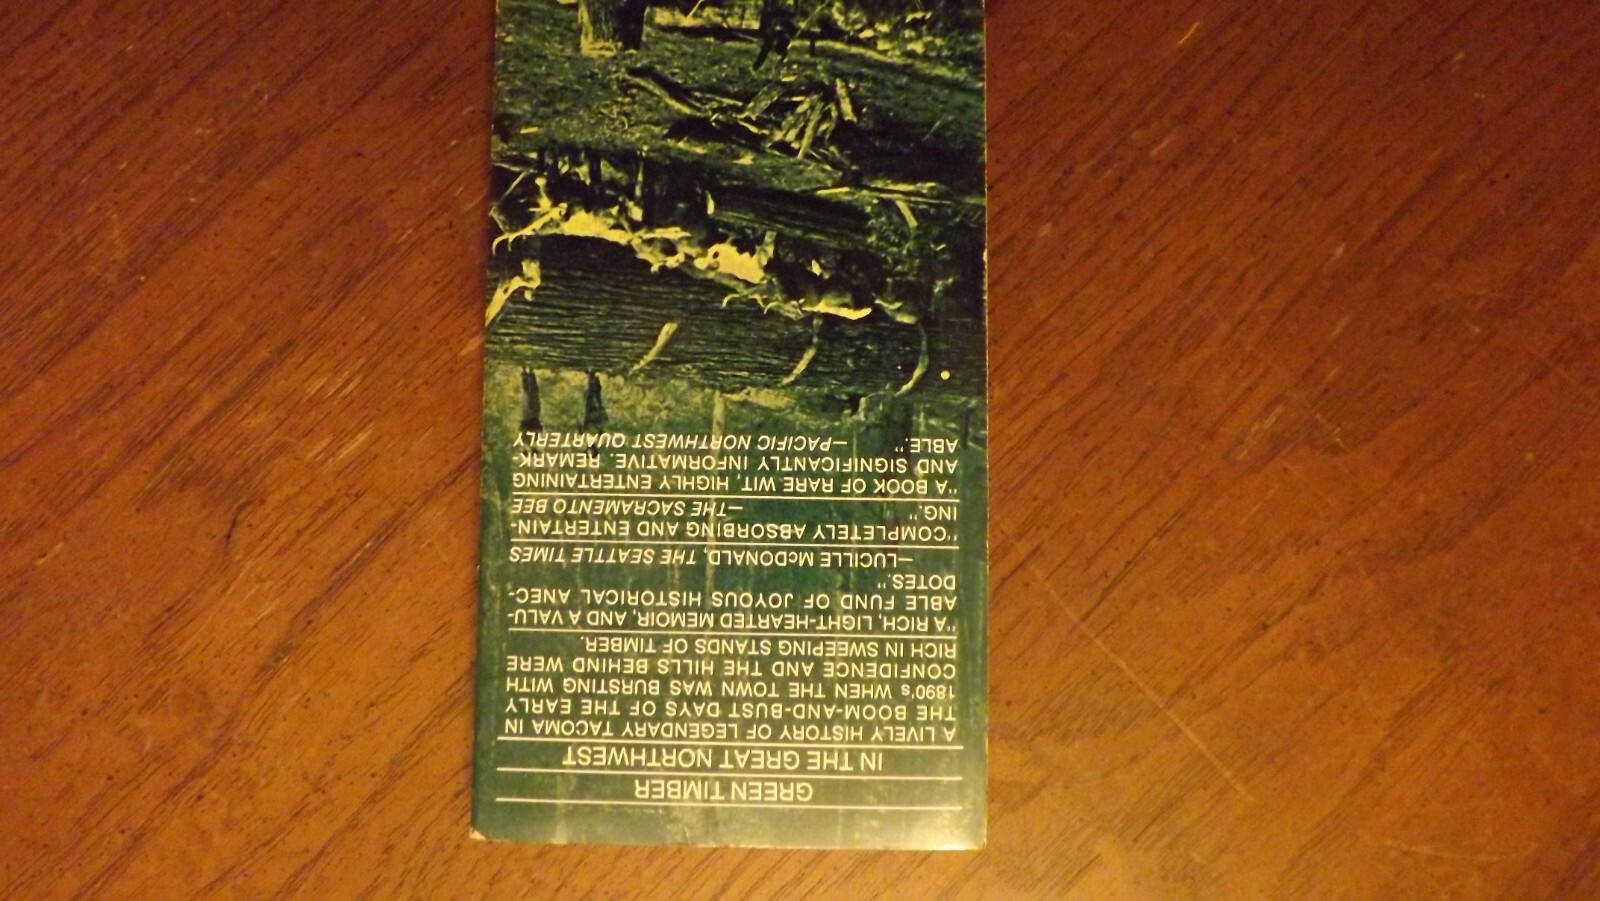 GREEN TIMBER
IN THE GREAT NORTHWEST
A LIVELY HISTORY OF LEGENDARY TACOMA IN
THE BOOM-AND-BUST DAYS OF THE EARLY
1890's WHEN THE TOWN WAS BURSTING WITH
CONFIDENCE AND THE HILLS BEHIND WERE
RICH IN SWEEPING STANDS OF TIMBER.
"A RICH, LIGHT-HEARTED MEMOIR, AND A VALU-
ABLE FUND OF JOYOUS HISTORICAL ANEC-
DOTES."
—LUCILLE McDONALD, THE SEATTLE TIMES
"COMPLETELY ABSORBING AND ENTERTAIN-
ING." —THE SACRAMENTO BEE
"A BOOK OF RARE WIT, HIGHLY ENTERTAINING
AND SIGNIFICANTLY INFORMATIVE. REMARK-
ABLE." —PACIFIC NORTHWEST QUARTERLY